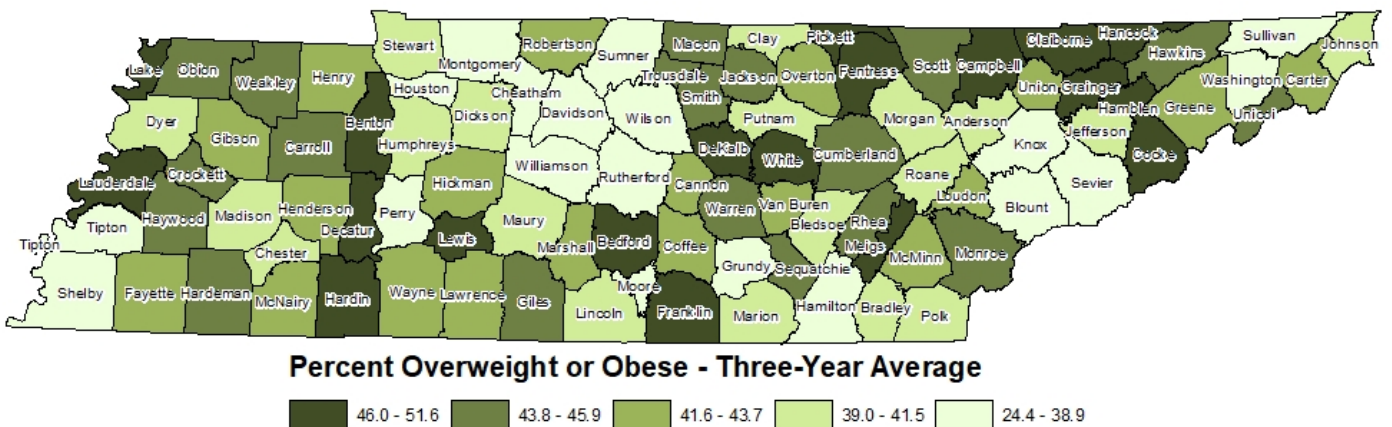 Stewart
Montgomery
Robertson
Sumner
Macon
Clay
Pickett
Claiborne
Hancock
Sullivan
Johnson
Lake
Obion
Weakley
Henry
Houston
Cheatham
Trousdale
Smith
Jackson
Overton
Fentress
Scott
Campbell
Union
Grainger
Hawkins
Washington
Carter
Hamblen
Greene
Unicoi
Dyer
Gibson
Carroll
Benton
Humphreys
Dickson
Davidson
Wilson
Putnam
Morgan
Anderson
Jefferson
Knox
Cocke
Lauderdale
Crockett
Williamson
Rutherford
DeKalb
White
Cumberland
Roane
Loudon
Blount
Sevier
Tipton
Tipton
Haywood
Madison
Henderson
Decatur
Perry
Hickman
Lewis
Maury
Marshall
Bedford
Cannon
Coffee
Warren
Van Buren
Bledsoe
Rhea
Meigs
McMinn
Monroe
Chester
Shelby
Fayette
Hardeman
McNairy
Hardin
Wayne
Lawrence
Giles
Lincoln
Moore
Franklin
Grundy
Sequatchie
Marion
Hamilton
Bradley
Polk
Percent Overweight or Obese - Three-Year Average
46.0 - 51.6 43.8 - 45.9 41.6 - 43.7 39.0 - 41.5 24.4 - 38.9